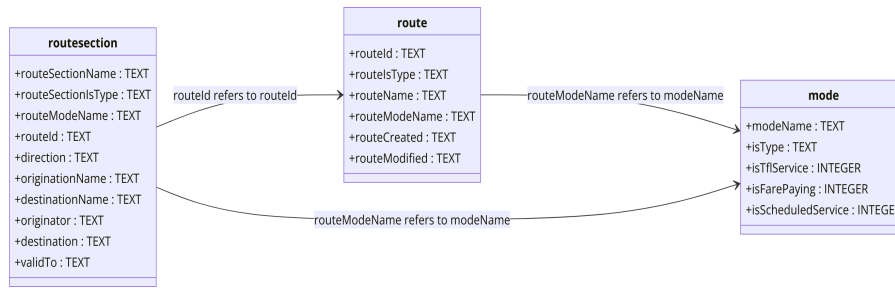 routesection
+routeSectionName : TEXT
+routeSectionIsType : TEXT
+routeModeName : TEXT
+routeId : TEXT
+direction : TEXT
+originationName : TEXT
+destinationName : TEXT
+originator : TEXT
+destination : TEXT
+validTo : TEXT
routeId refers to routeId
route
+routeId : TEXT
+routeIsType : TEXT
+routeName : TEXT
+routeModeName : TEXT
+routeCreated : TEXT
+routeModified : TEXT
routeModeName refers to modeName
routeModeName refers to modeName
mode
+modeName : TEXT
+isType : TEXT
+isTflService : INTEGER
+isFarePaying : INTEGER
+isScheduledService : INTEGE